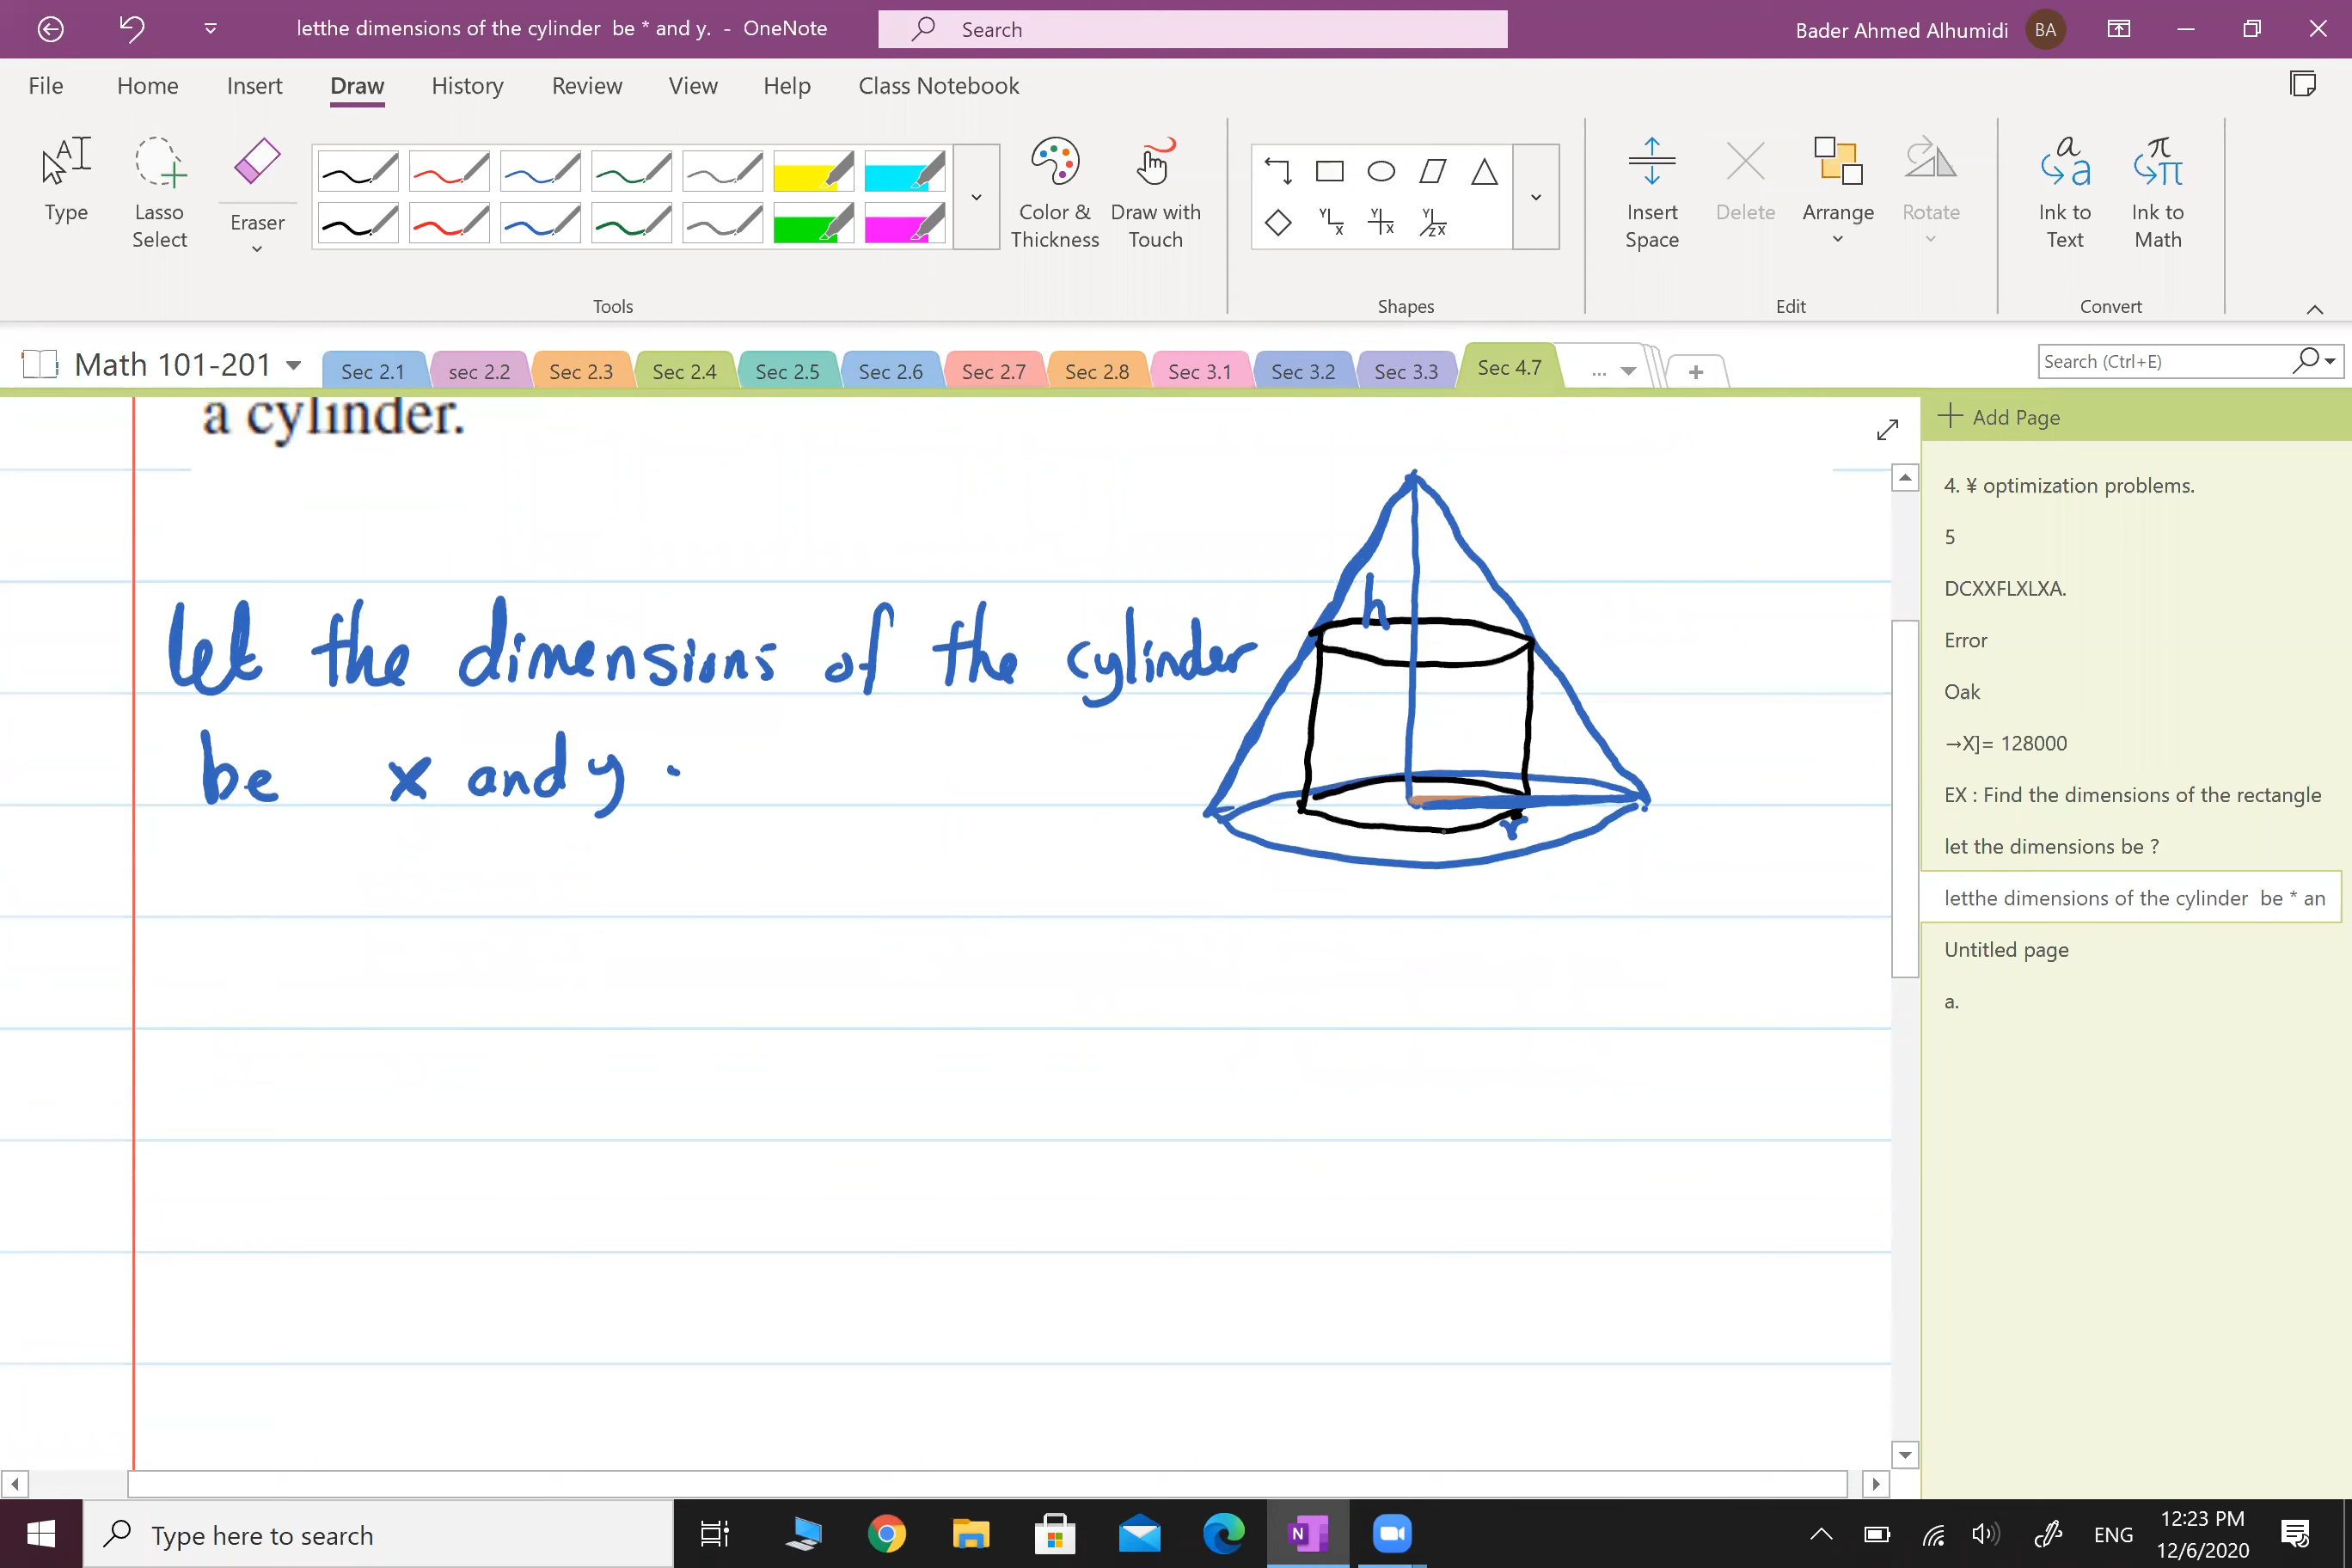 letthe dimensions of the cylinder be * and y. - OneNote
Search
Bader Ahmed Alhumidi
BA
File Home Insert Draw History Review View Help Class Notebook
Type
Lasso Select
Eraser
Color & Thickness
Draw with Touch
Insert Space
Delete
Arrange
Rotate
Ink to Text
Ink to Math
Tools
Shapes
Edit
Convert
Math 101-201
Sec 2.1 sec 2.2 Sec 2.3 Sec 2.4 Sec 2.5 Sec 2.6 Sec 2.7 Sec 2.8 Sec 3.1 Sec 3.2 Sec 3.3 Sec 4.7 ... +
Search (Ctrl+E)
a cylinder.
let the dimensions of the cylinder
be x and y .
h
r
Add Page
4. ¥ optimization problems.
5
DCXXFLXLXA.
Error
Oak
→X]= 128000
EX : Find the dimensions of the rectangle
let the dimensions be ?
letthe dimensions of the cylinder be * an
Untitled page
a.
Type here to search
ENG
12:23 PM
12/6/2020